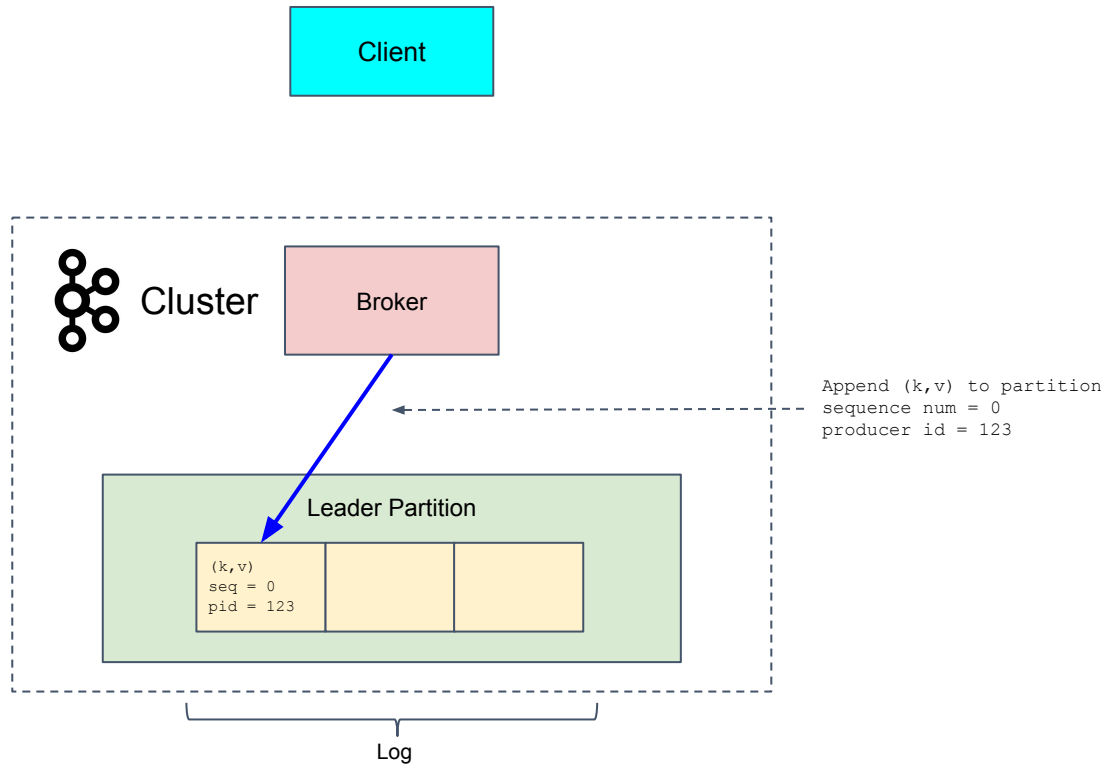 Client
Cluster
Broker
Append (k,v) to partition
sequence num = 0
producer id = 123
Leader Partition
(k,v)
seq = 0
pid = 123
Log